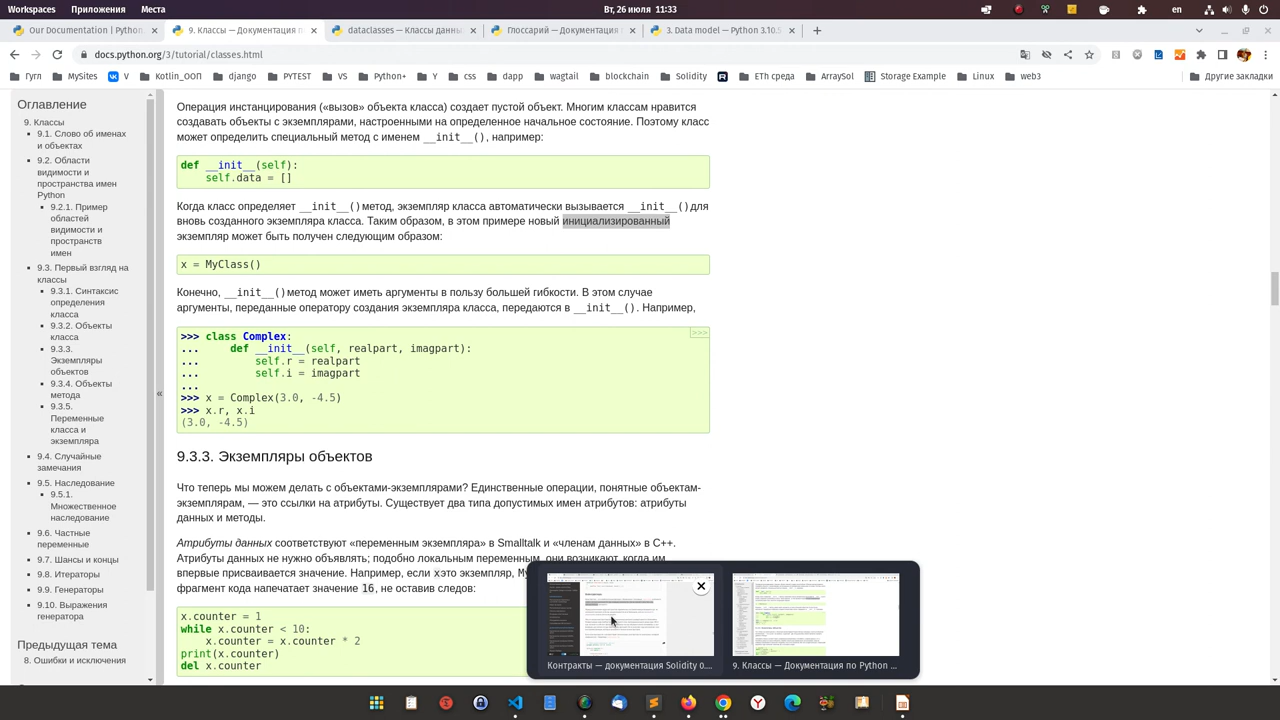 Workspaces Приложения Места
Вт, 26 июля 11:33
en
Our Documentation | Python.
9. Классы — Документация п
dataclasses — Классы данны
Глоссарий — Документация п
3. Data model — Python 3.10.5
docs.python.org/3/tutorial/classes.html
Гугл
MySites
V
Kotlin_ООП
django
PYTEST
VS
Python+
Y
css
dapp
wagtail
blockchain
Solidity
ETh среда
ArraySol
Storage Example
Linux
web3
Другие закладки
Оглавление
9. Классы
9.1. Слово об именах
и объектах
9.2. Области
видимости и
пространства имен
Python
9.2.1. Пример
областей
видимости и
пространств
имен
9.3. Первый взгляд на
классы
9.3.1. Синтаксис
определения
класса
9.3.2. Объекты
класса
9.3.3.
Экземпляры
объектов
9.3.4. Объекты
метода
9.3.5.
Переменные
класса и
экземпляра
9.4. Случайные
замечания
9.5. Наследование
9.5.1.
Множественное
наследование
9.6. Частные
переменные
9.7. Шансы и концы
9.8. Итераторы
9.9. Генераторы
9.10. Выражения
генератора
Предыдущая тема
8. Ошибки и исключения
«
Операция инстанцирования («вызов» объекта класса) создает пустой объект. Многим классам нравится
создавать объекты с экземплярами, настроенными на определенное начальное состояние. Поэтому класс
может определить специальный метод с именем __init__(), например:
def __init__(self):
self.data = []
Когда класс определяет __init__()метод, экземпляр класса автоматически вызывается __init__()для
вновь созданного экземпляра класса. Таким образом, в этом примере новый инициализированный
экземпляр может быть получен следующим образом:
x = MyClass()
Конечно, __init__()метод может иметь аргументы в пользу большей гибкости. В этом случае
аргументы, переданные оператору создания экземпляра класса, передаются в __init__(). Например,
>>>
>>> class Complex:
... def __init__(self, realpart, imagpart):
... self.r = realpart
... self.i = imagpart
...
>>> x = Complex(3.0, -4.5)
>>> x.r, x.i
(3.0, -4.5)
9.3.3. Экземпляры объектов
Что теперь мы можем делать с объектами-экземплярами? Единственные операции, понятные объектам-
экземплярам, — это ссылки на атрибуты. Существует два типа допустимых имен атрибутов: атрибуты
данных и методы.
Атрибуты данных соответствуют «переменным экземпляра» в Smalltalk и «членам данных» в C++.
Атрибуты данных не нужно объявлять; подобно локальным переменным, они возникают, когда им
впервые присваивается значение. Например, если xэто экземпляр,
фрагмент кода напечатает значение 16, не оставив следов:
x.counter = 1
while x.counter < 10:
x.counter = x.counter * 2
print(x.counter)
del x.counter
Контракты — документация Solidity 0....
9. Классы — Документация по Python ...